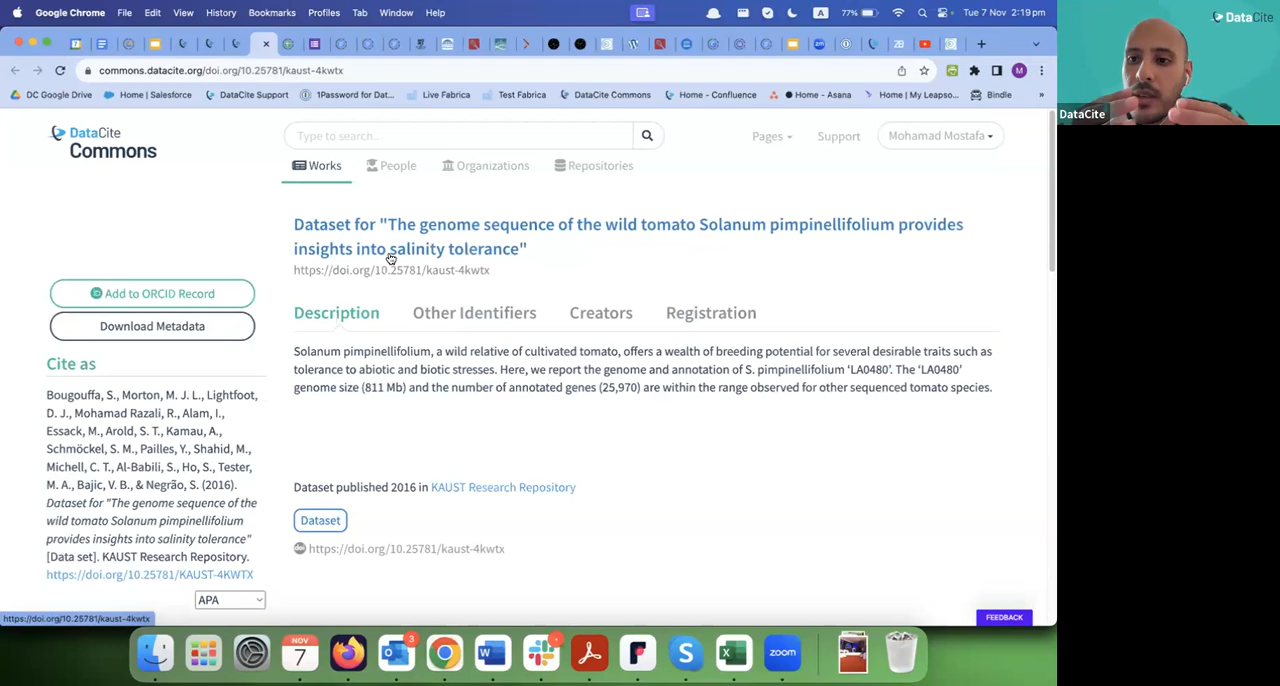 Google Chrome File Edit View History Bookmarks Profiles Tab Window Help A 77% Tue 7 Nov 2:19pm
commons.datacite.org/doi.org/10.25781/kaust-4kwtx M
DC Google Drive Home | Salesforce DataCite Support 1Password for Dat... Live Fabrica Test Fabrica DataCite Commons Home - Confluence Home - Asana Home | My Leapso... Bindle »
DataCite
Commons
Type to search...
Pages Support Mohamad Mostafa
Works People Organizations Repositories
Dataset for "The genome sequence of the wild tomato Solanum pimpinellifolium provides
insights into salinity tolerance"
https://doi.org/10.25781/kaust-4kwtx
Add to ORCID Record
Download Metadata
Cite as
Bougouffa, S., Morton, M. J. L., Lightfoot,
D. J., Mohamad Razali, R., Alam, I.,
Essack, M., Arold, S. T., Kamau, A.,
Schmöckel, S. M., Pailles, Y., Shahid, M.,
Michell, C. T., Al-Babili, S., Ho, S., Tester,
M. A., Bajic, V. B., & Negrão, S. (2016).
Dataset for "The genome sequence of the
wild tomato Solanum pimpinellifolium
provides insights into salinity tolerance"
[Data set]. KAUST Research Repository.
https://doi.org/10.25781/KAUST-4KWTX
APA
Description Other Identifiers Creators Registration
Solanum pimpinellifolium, a wild relative of cultivated tomato, offers a wealth of breeding potential for several desirable traits such as
tolerance to abiotic and biotic stresses. Here, we report the genome and annotation of S. pimpinellifolium ‘LA0480’. The ‘LA0480’
genome size (811 Mb) and the number of annotated genes (25,970) are within the range observed for other sequenced tomato species.
Dataset published 2016 in KAUST Research Repository
Dataset
doi https://doi.org/10.25781/kaust-4kwtx
https://doi.org/10.25781/kaust-4kwtx
FEEDBACK
NOV
7
3
W
S
X
zoom
DataCite
DataCite